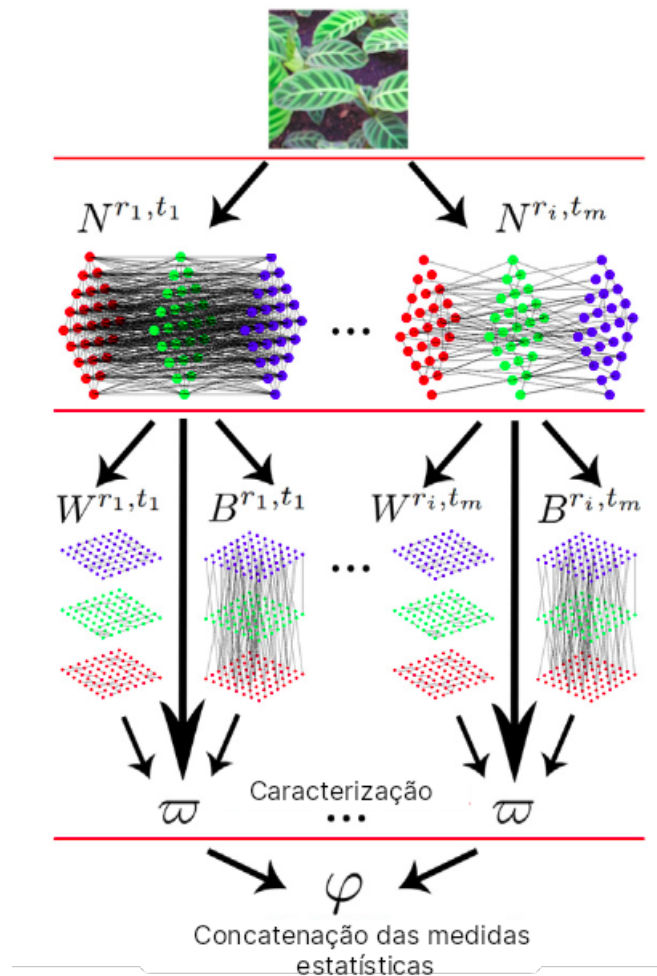 N^{r_1,t_1} N^{r_i,t_m}
...
W^{r_1,t_1} B^{r_1,t_1} W^{r_i,t_m} B^{r_i,t_m}
...
ϖ Caracterização ϖ
...
φ
Concatenação das medidas
estatísticas